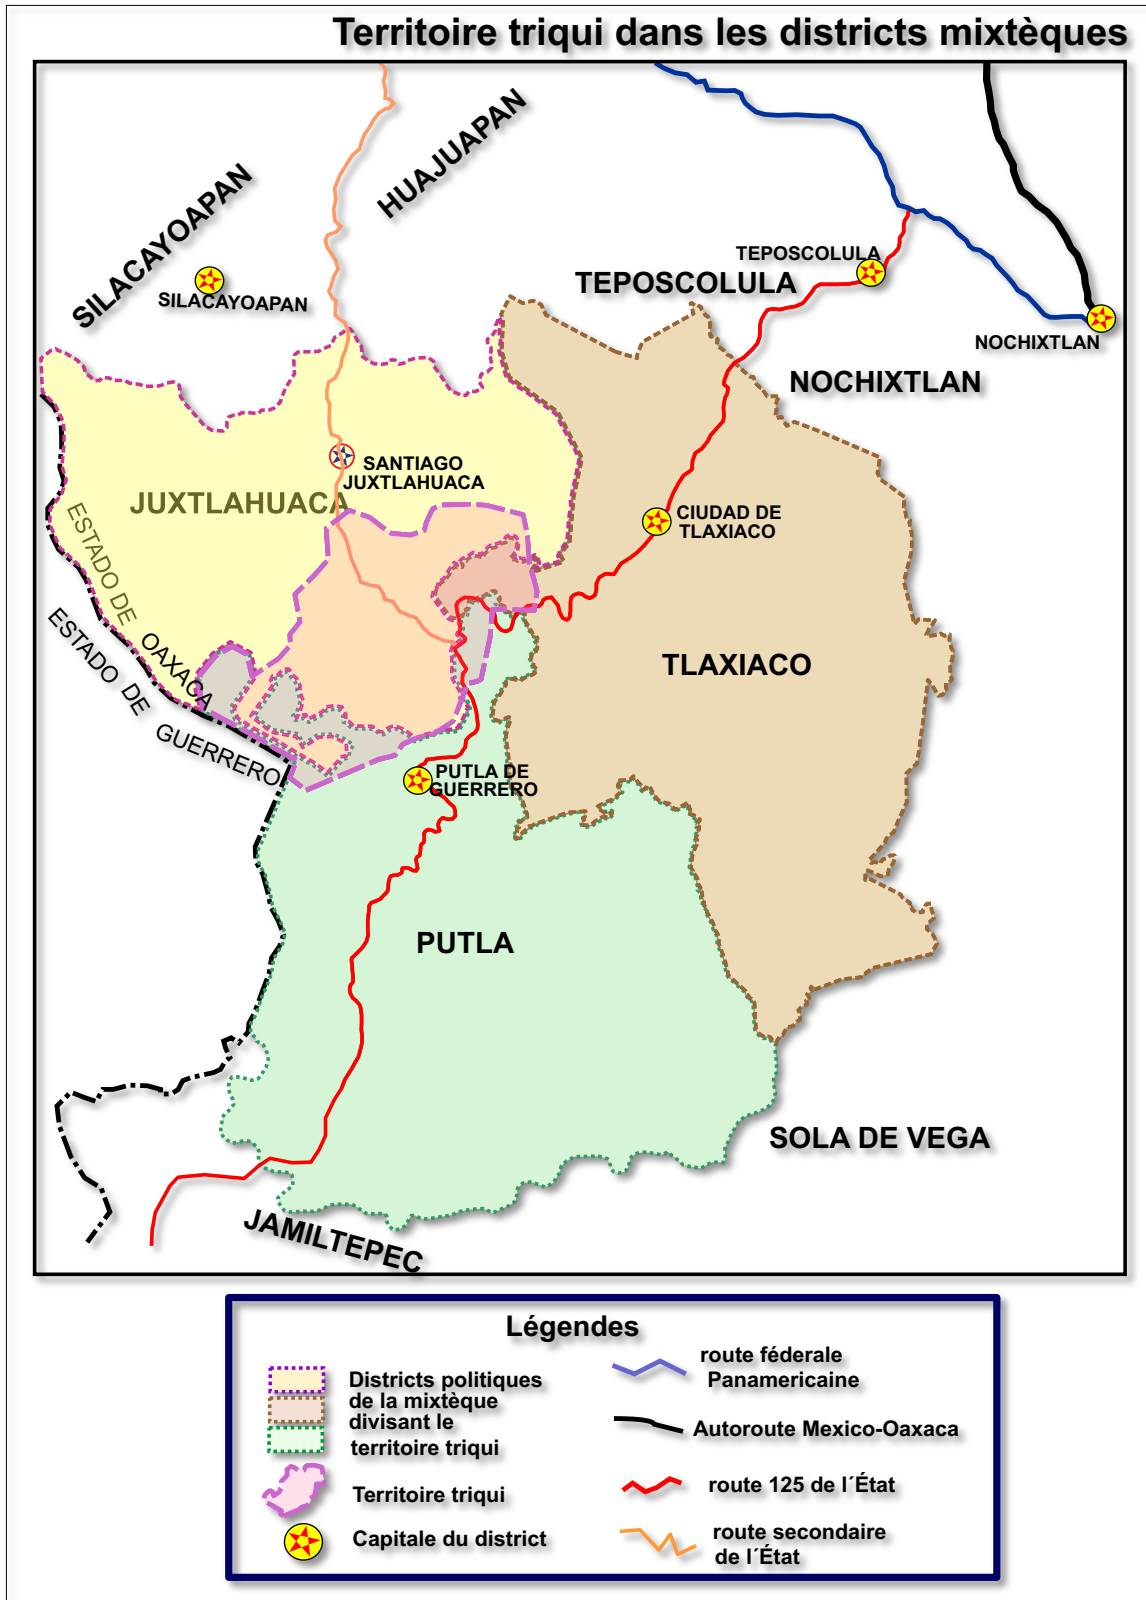 Territoire triqui dans les districts mixtèques
HUAJUAPAN
SILACAYOAPAN
SILACAYOAPAN
TEPOSCOLULA
TEPOSCOLULA
NOCHIXTLAN
NOCHIXTLAN
SANTIAGO
JUXTLAHUACA
JUXTLAHUACA
CIUDAD DE
TLAXIACO
ESTADO DE OAXACA
ESTADO DE GUERRERO
TLAXIACO
PUTLA DE
GUERRERO
PUTLA
SOLA DE VEGA
JAMILTEPEC
Légendes
Districts politiques
de la mixtèque
divisant le
territoire triqui
Territoire triqui
Capitale du district
route féderale
Panamericaine
Autoroute Mexico-Oaxaca
route 125 de l´État
route secondaire
de l´État